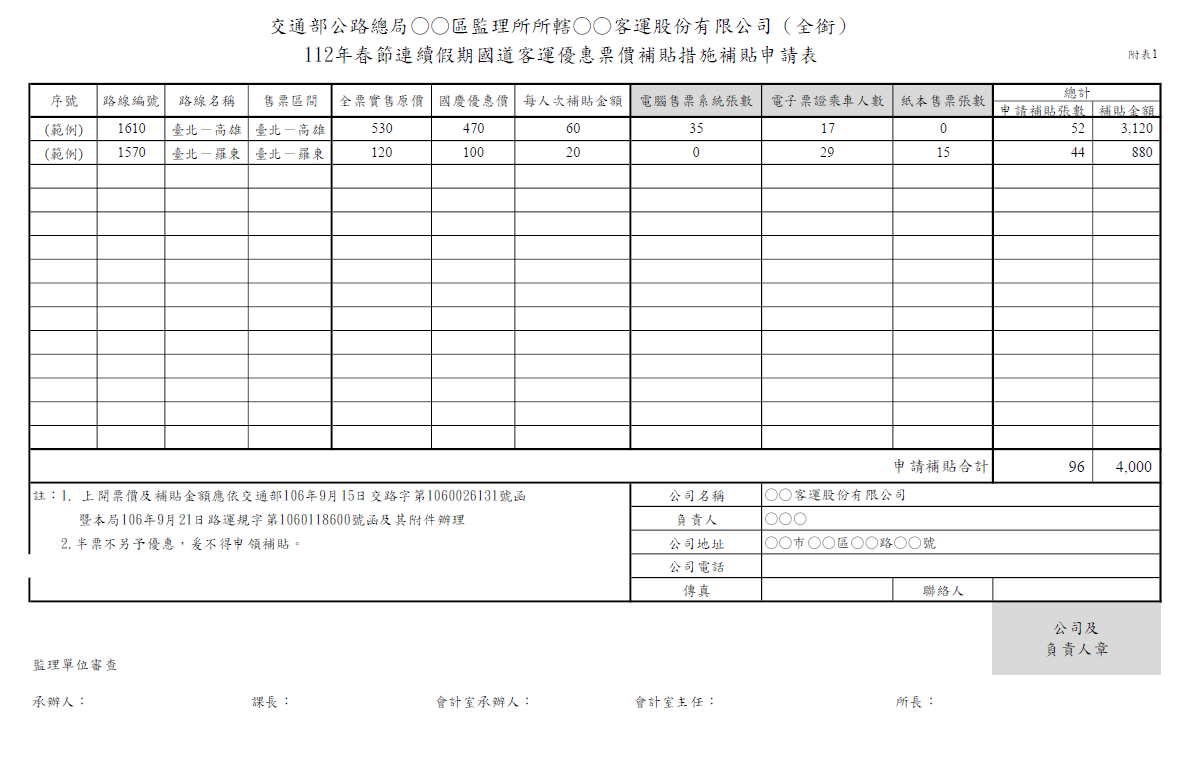 交通部公路總局○○區監理所所轄○○客運股份有限公司（全銜）
112年春節連續假期國道客運優惠票價補貼措施補貼申請表
附表1
序號 路線編號 路線名稱 售票區間 全票實售原價 國慶優惠價 每人次補貼金額 電腦售票系統張數 電子票證乘車人數 紙本售票張數 總計
申請補貼張數 補貼金額
(範例) 1610 臺北－高雄 臺北－高雄 530 470 60 35 17 0 52 3,120
(範例) 1570 臺北－羅東 臺北－羅東 120 100 20 0 29 15 44 880
申請補貼合計 96 4,000
註：1. 上開票價及補貼金額應依交通部106年9月15日交路字第1060026131號函
暨本局106年9月21日路運規字第1060118600號函及其附件辦理
2.半票不另予優惠，爰不得申領補貼。
公司名稱 ○○客運股份有限公司
負責人 ○○○
公司地址 ○○市○○區○○路○○號
公司電話
傳真 聯絡人
公司及
負責人章
監理單位審查
承辦人： 課長： 會計室承辦人： 會計室主任： 所長：